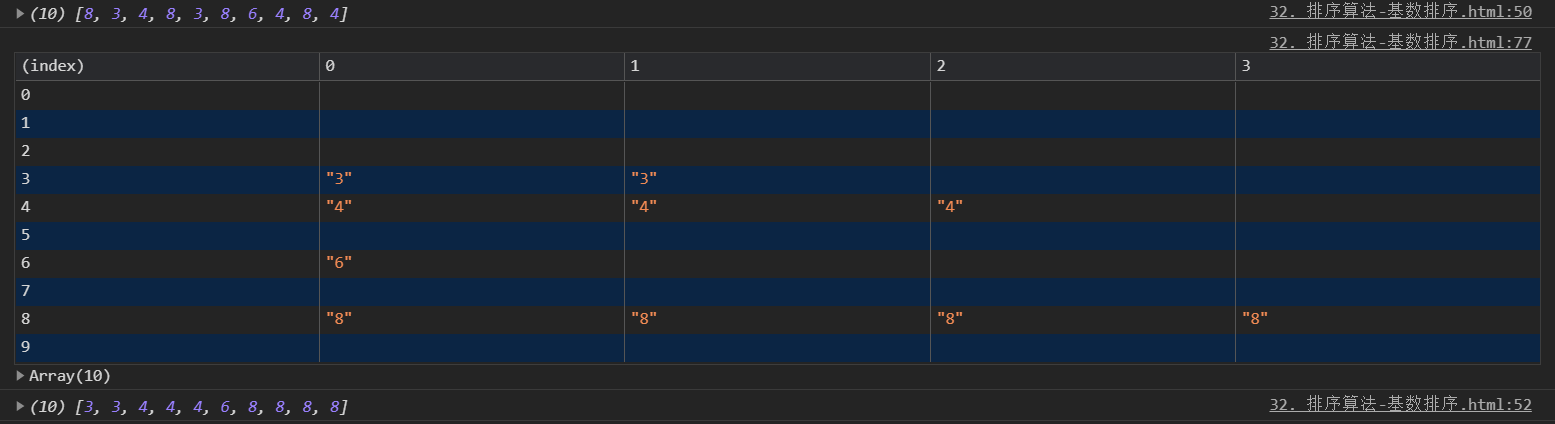 ▶ (10) [8, 3, 4, 8, 3, 8, 6, 4, 8, 4] 32. 排序算法-基数排序.html:50
32. 排序算法-基数排序.html:77
(index) 0 1 2 3
0
1
2
3 "3" "3"
4 "4" "4" "4"
5
6 "6"
7
8 "8" "8" "8" "8"
9
▶ Array(10)
▶ (10) [3, 3, 4, 4, 4, 6, 8, 8, 8, 8] 32. 排序算法-基数排序.html:52